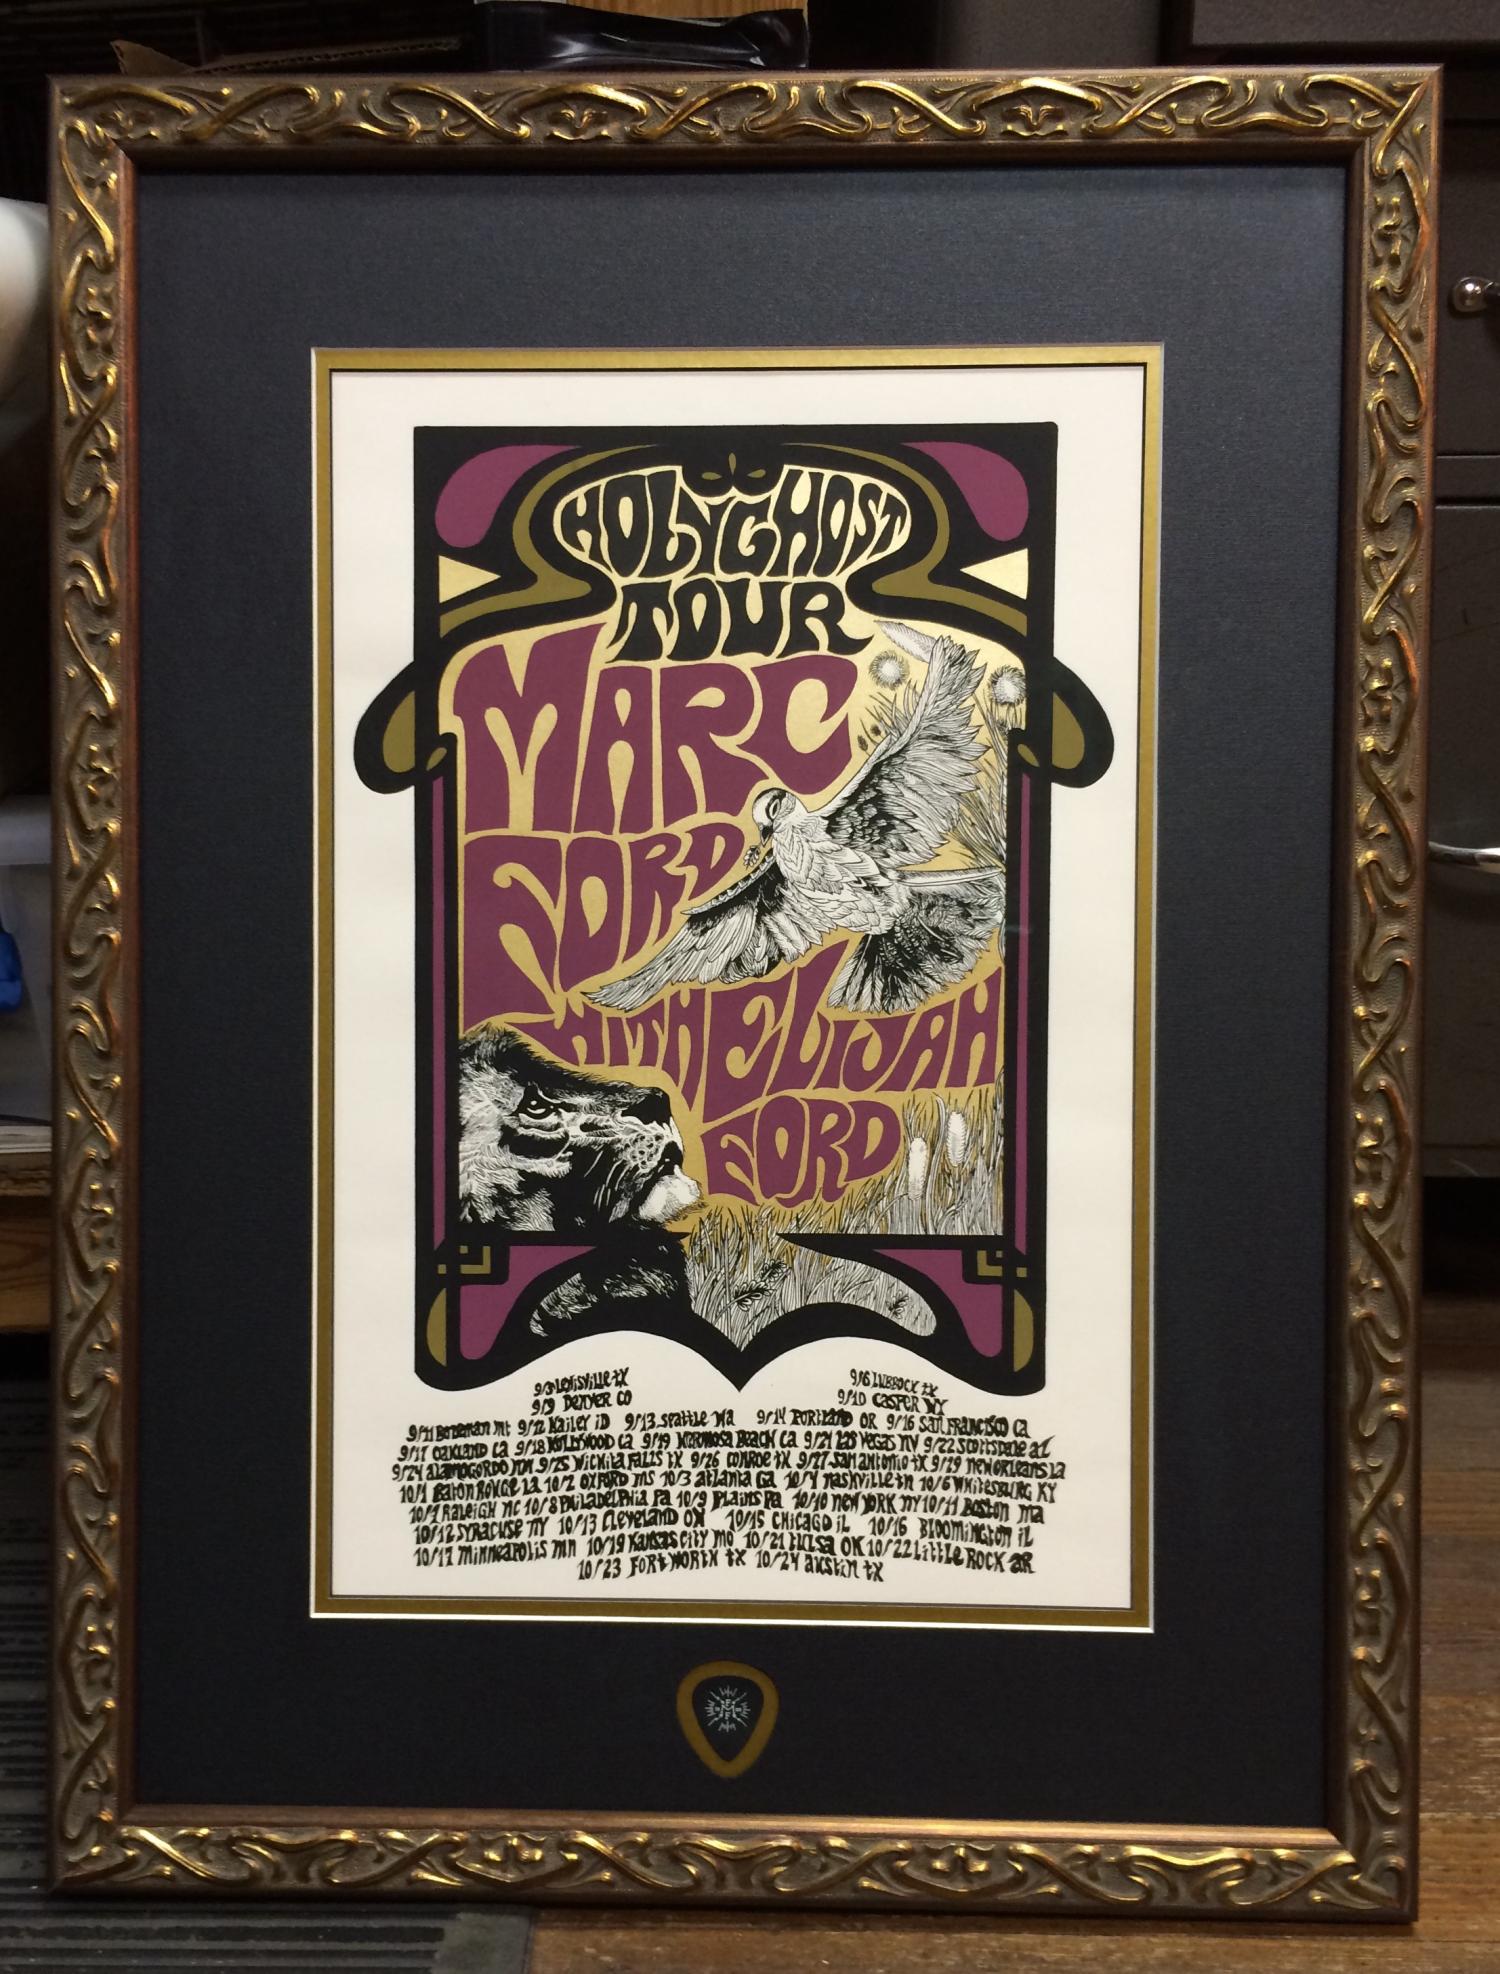 HOLY GHOST
TOUR
MARC
FORD
WITH ELIJAH
FORD
9/3 LEWISVILLE TX 9/6 LUBBOCK TX
9/9 DENVER CO 9/10 CASPER WY
9/11 Bozeman MT 9/12 Hailey ID 9/13 Seattle WA 9/14 PORTLAND OR 9/16 SAN FRANCISCO CA
9/17 OAKLAND CA 9/18 HOLLYWOOD CA 9/19 HERMOSA BEACH CA 9/21 LAS VEGAS NV 9/22 SCOTTSDALE AZ
9/24 ALAMOGORDO NM 9/25 WICHITA FALLS TX 9/26 CONROE TX 9/27 SAN ANTONIO TX 9/29 NEW ORLEANS LA
10/1 BATON ROUGE LA 10/2 OXFORD MS 10/3 ATLANTA GA 10/4 NASHVILLE TN 10/6 WHITESBURG KY
10/7 RALEIGH NC 10/8 PHILADELPHIA PA 10/9 PLAINS PA 10/10 NEW YORK NY 10/11 BOSTON MA
10/12 SYRACUSE NY 10/13 CLEVELAND OH 10/15 CHICAGO IL 10/16 BLOOMINGTON IL
10/17 MINNEAPOLIS MN 10/19 KANSAS CITY MO 10/21 TULSA OK 10/22 LITTLE ROCK AR
10/23 FORT WORTH TX 10/24 AUSTIN TX